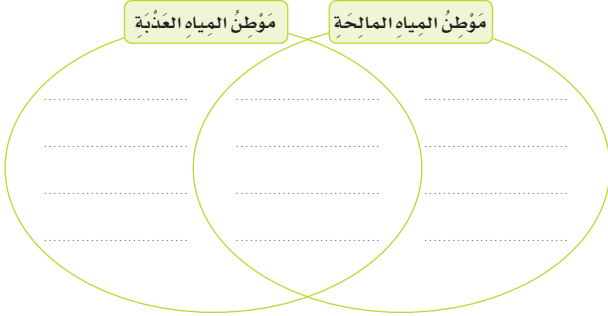 مَوْطِنُ المِياهِ المالِحَةِ
مَوْطِنُ المِياهِ العَذْبَةِ